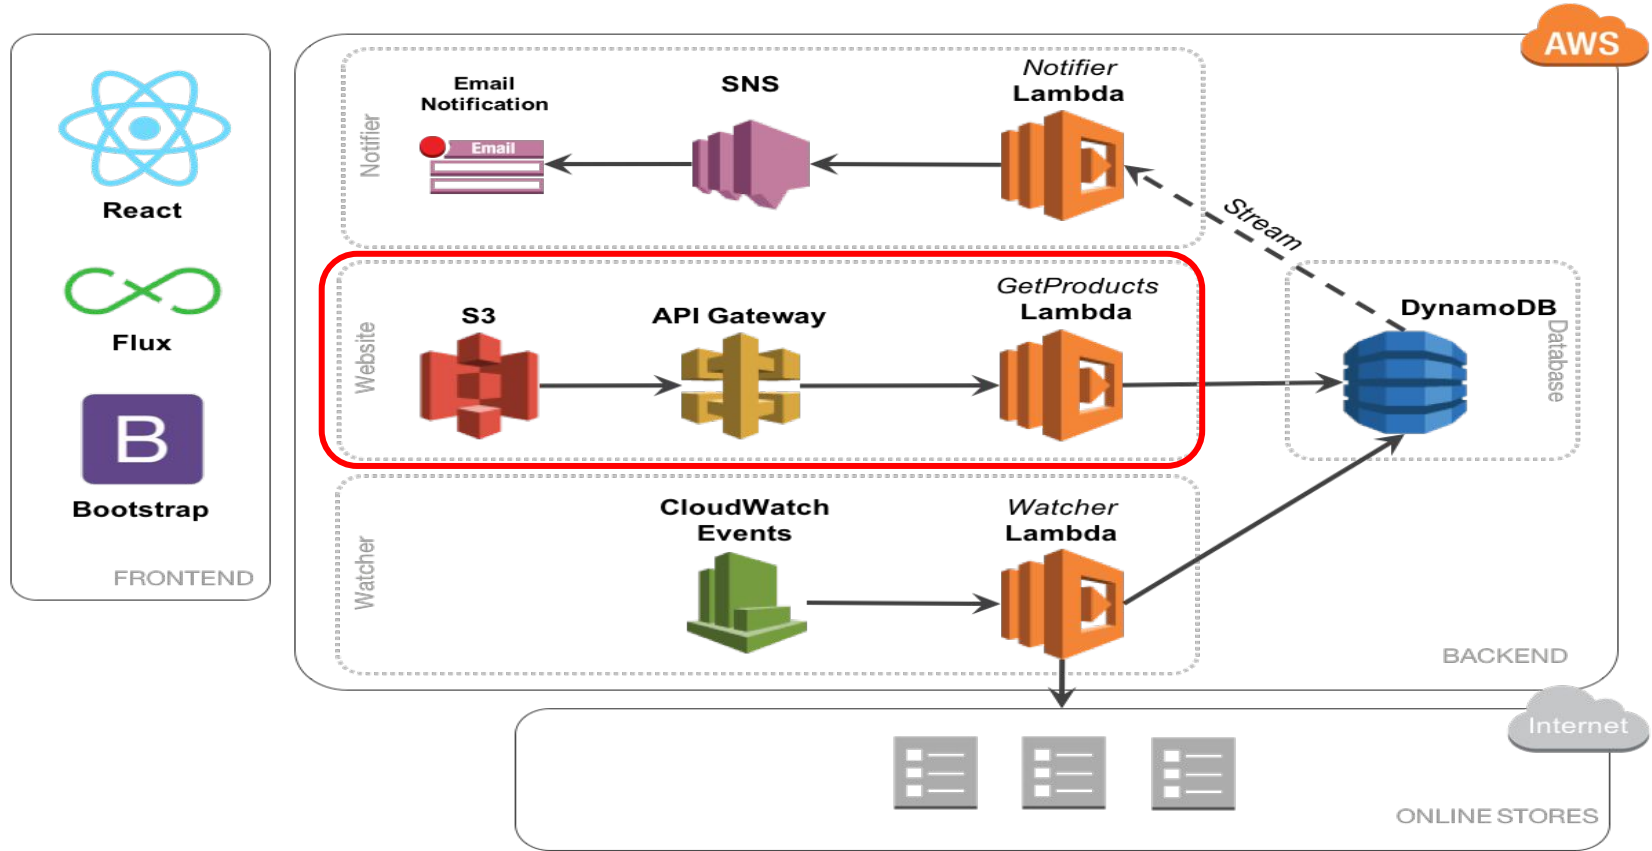 AWS
React
Flux
B
Bootstrap
FRONTEND
Notifier
Email
Notification
Email
SNS
Notifier
Lambda
Stream
Website
S3
API Gateway
GetProducts
Lambda
DynamoDB
Database
Watcher
CloudWatch
Events
Watcher
Lambda
BACKEND
Internet
ONLINE STORES